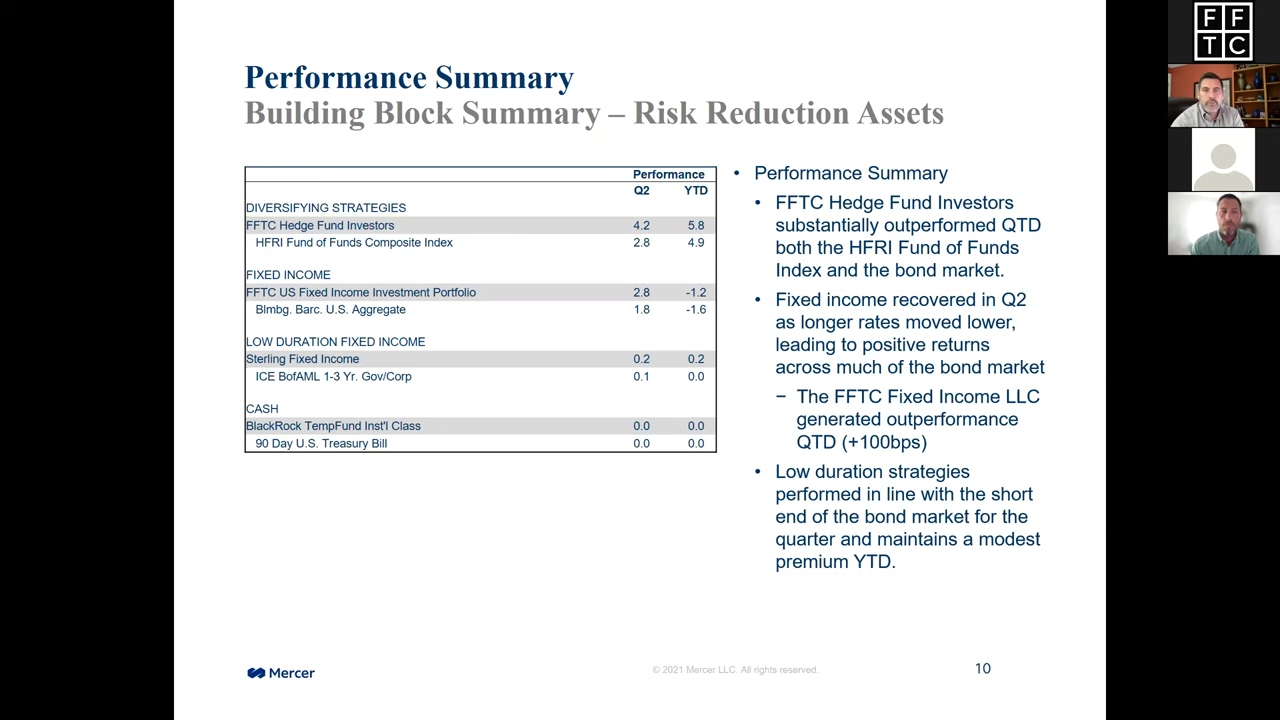 Performance Summary
Building Block Summary – Risk Reduction Assets
Performance
Q2 YTD
DIVERSIFYING STRATEGIES
FFTC Hedge Fund Investors 4.2 5.8
HFRI Fund of Funds Composite Index 2.8 4.9
FIXED INCOME
FFTC US Fixed Income Investment Portfolio 2.8 -1.2
Blmbg. Barc. U.S. Aggregate 1.8 -1.6
LOW DURATION FIXED INCOME
Sterling Fixed Income 0.2 0.2
ICE BofAML 1-3 Yr. Gov/Corp 0.1 0.0
CASH
BlackRock TempFund Inst'l Class 0.0 0.0
90 Day U.S. Treasury Bill 0.0 0.0
• Performance Summary
• FFTC Hedge Fund Investors
substantially outperformed QTD
both the HFRI Fund of Funds
Index and the bond market.
• Fixed income recovered in Q2
as longer rates moved lower,
leading to positive returns
across much of the bond market
− The FFTC Fixed Income LLC
generated outperformance
QTD (+100bps)
• Low duration strategies
performed in line with the short
end of the bond market for the
quarter and maintains a modest
premium YTD.
Mercer
© 2021 Mercer LLC. All rights reserved.
10
F F
T C